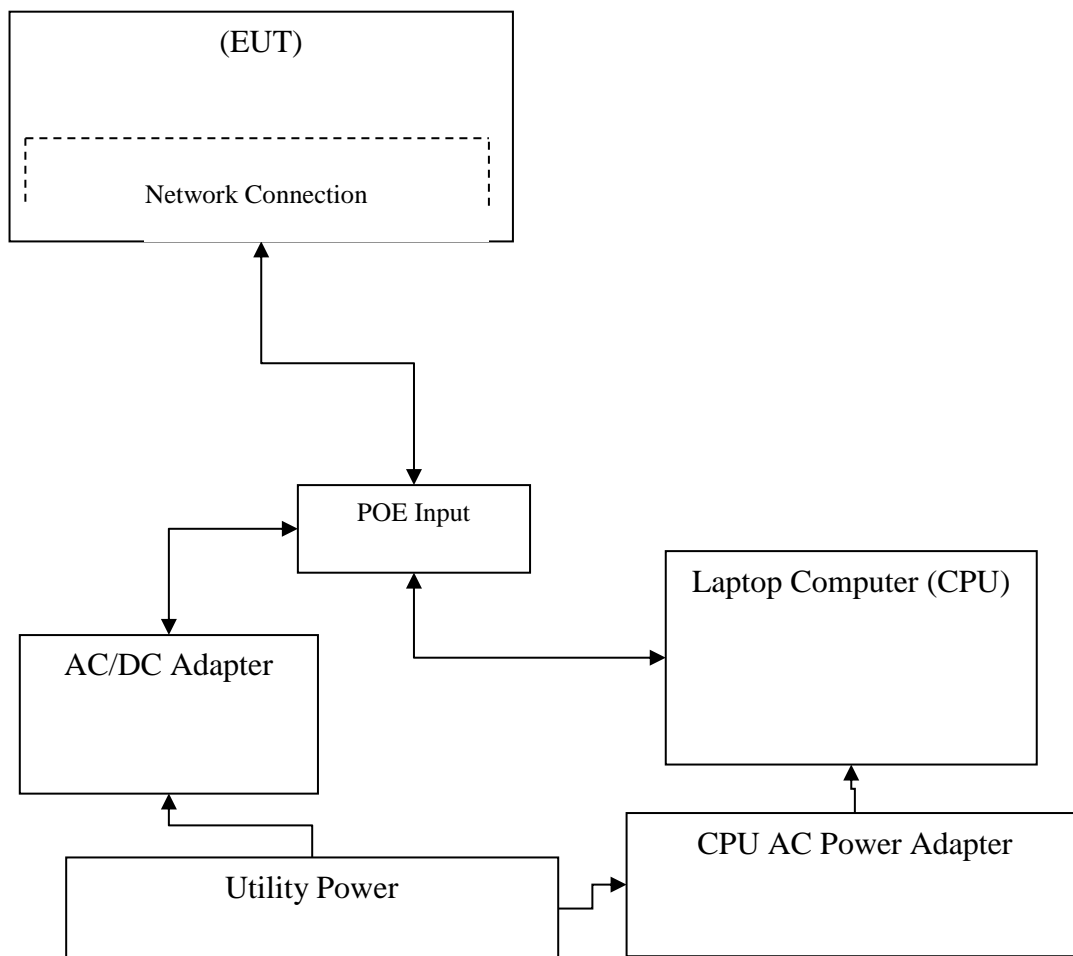 (EUT)
Network Connection
POE Input
Laptop Computer (CPU)
AC/DC Adapter
CPU AC Power Adapter
Utility Power